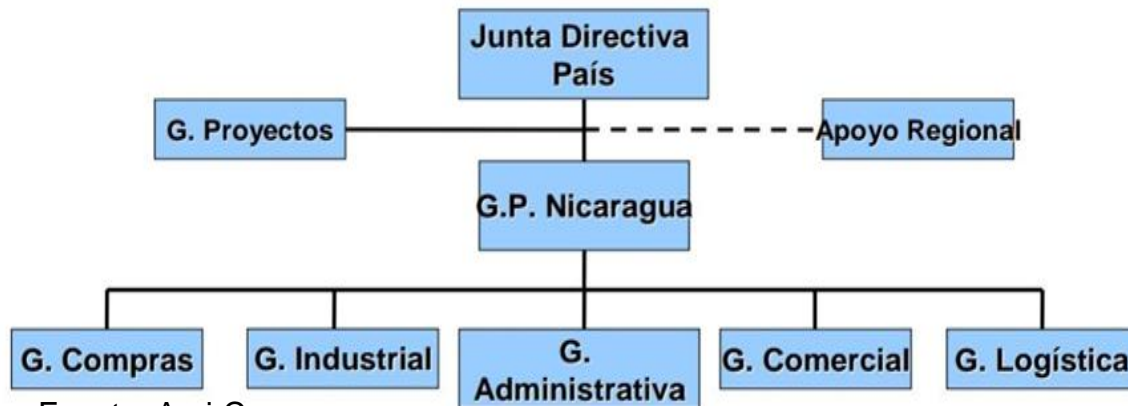 Junta Directiva
País
G. Proyectos
Apoyo Regional
G.P. Nicaragua
G. Compras
G. Industrial
G.
Administrativa
G. Comercial
G. Logística